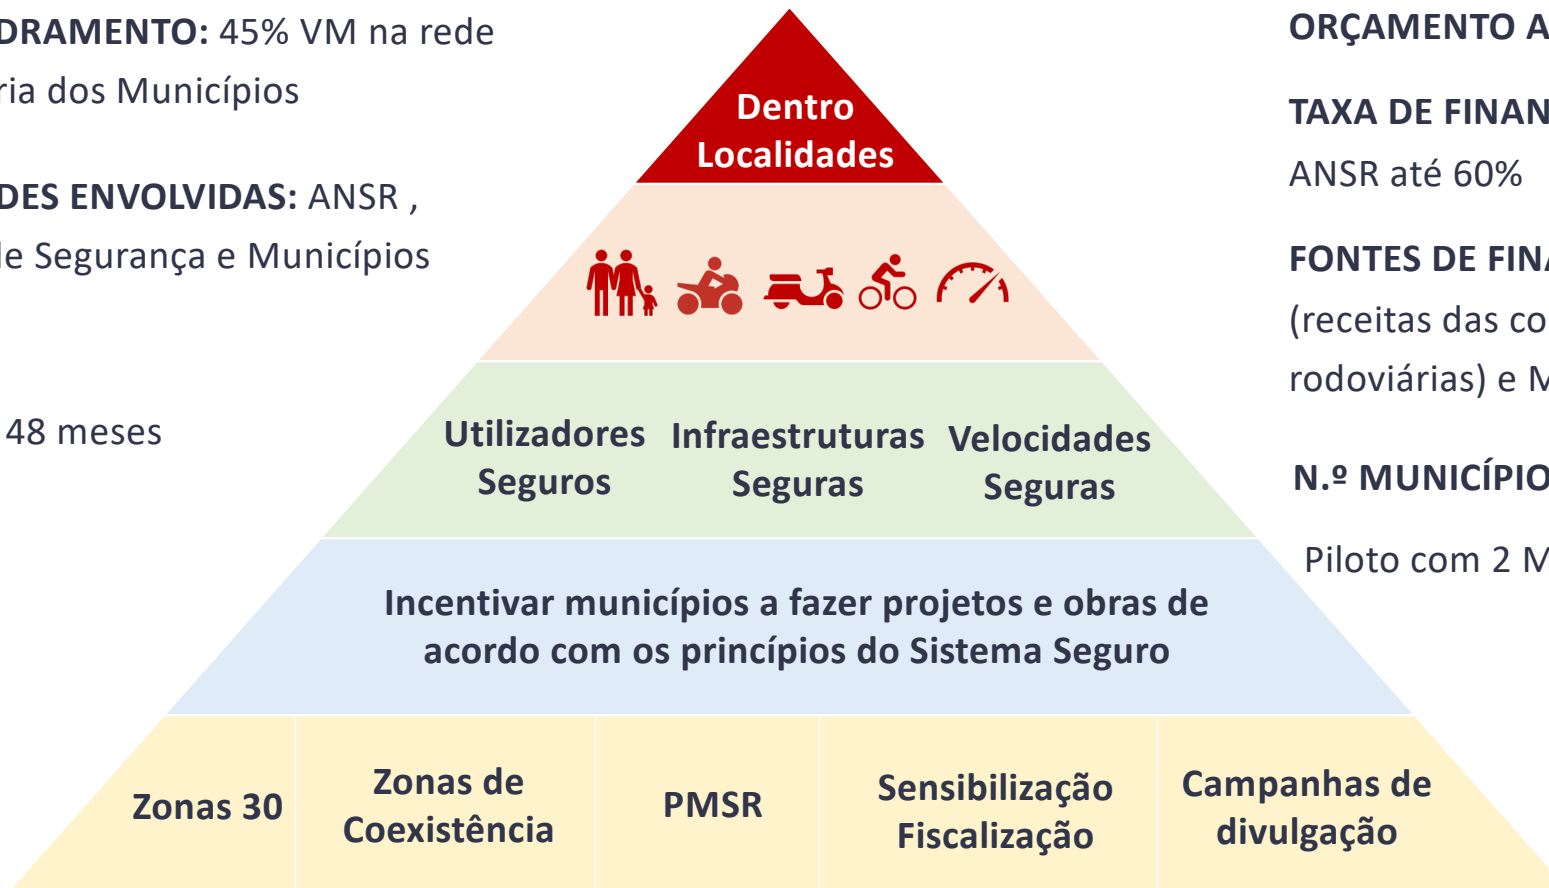 DRAMENTO: 45% VM na rede
ria dos Municípios
DES ENVOLVIDAS: ANSR ,
de Segurança e Municípios
48 meses
Dentro
Localidades
Utilizadores
Seguros
Infraestruturas
Seguras
Velocidades
Seguras
Incentivar municípios a fazer projetos e obras de
acordo com os princípios do Sistema Seguro
Zonas 30
Zonas de
Coexistência
PMSR
Sensibilização
Fiscalização
Campanhas de
divulgação
ORÇAMENTO A
TAXA DE FINAN
ANSR até 60%
FONTES DE FINA
(receitas das co
rodoviárias) e M
N.º MUNICÍPIO
Piloto com 2 M